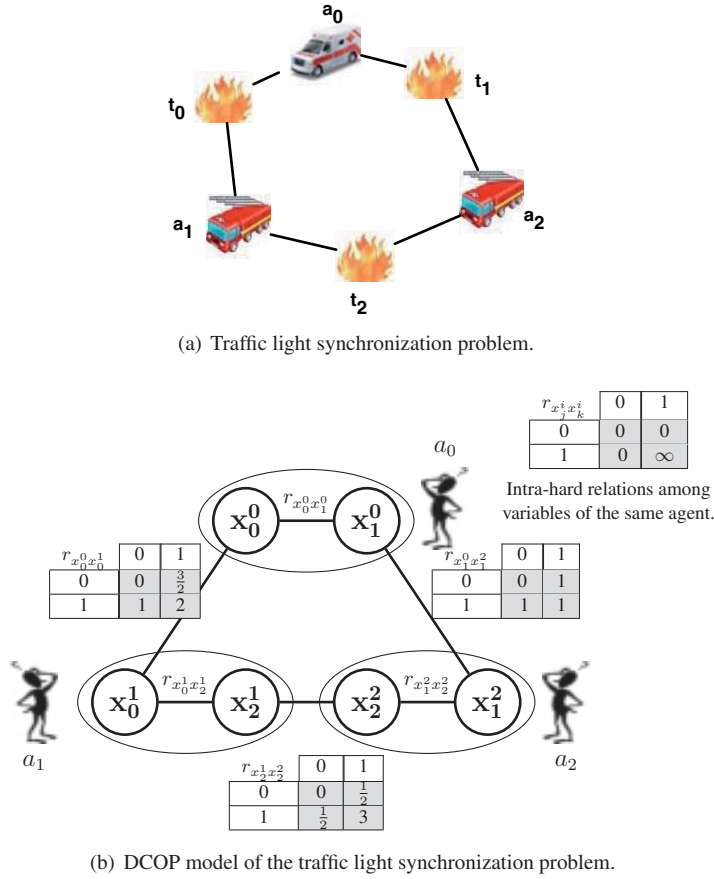 a₀
t₀
t₁
a₁
a₂
t₂
(a) Traffic light synchronization problem.
r_{x_j^i x_k^i} 0 1
0 0 0
1 0 ∞
Intra-hard relations among
variables of the same agent.
a₀
x_0^0 r_{x_0^0 x_1^0} x_1^0
r_{x_0^0 x_0^1} 0 1
0 0 3/2
1 1 2
r_{x_1^0 x_1^2} 0 1
0 0 1
1 1 1
x_0^1 r_{x_0^1 x_2^1} x_2^1
x_2^2 r_{x_1^2 x_2^2} x_1^2
a₁
a₂
r_{x_2^1 x_2^2} 0 1
0 0 1/2
1 1/2 3
(b) DCOP model of the traffic light synchronization problem.